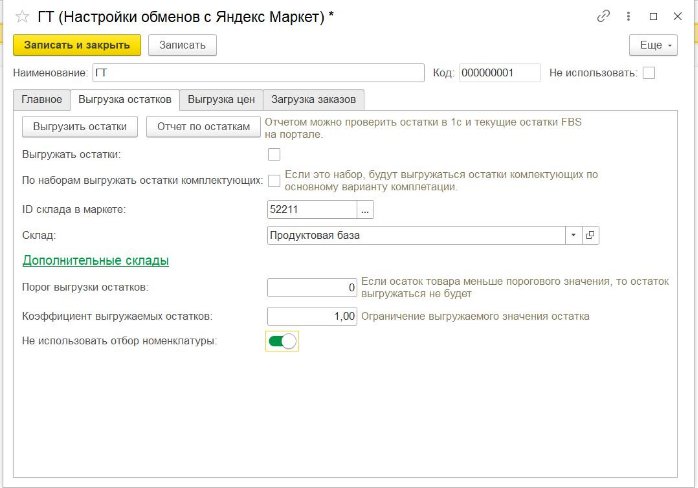 ГТ (Настройки обменов с Яндекс Маркет) *
Записать и закрыть
Записать
Еще
Наименование: ГТ
Код: 000000001
Не использовать:
Главное
Выгрузка остатков
Выгрузка цен
Загрузка заказов
Выгрузить остатки
Отчет по остаткам
Отчетом можно проверить остатки в 1с и текущие остатки FBS
на портале.
Выгружать остатки:
По наборам выгружать остатки комплектующих:
Если это набор, будут выгружаться остатки комлектующих по
основному варианту комплетации.
ID склада в маркете: 52211 ...
Склад: Продуктовая база
Дополнительные склады
Порог выгрузки остатков: 0
Если осаток товара меньше порогового значения, то остаток
выгружаться не будет
Коэффициент выгружаемых остатков: 1,00 Ограничение выгружаемого значения остатка
Не использовать отбор номенклатуры: